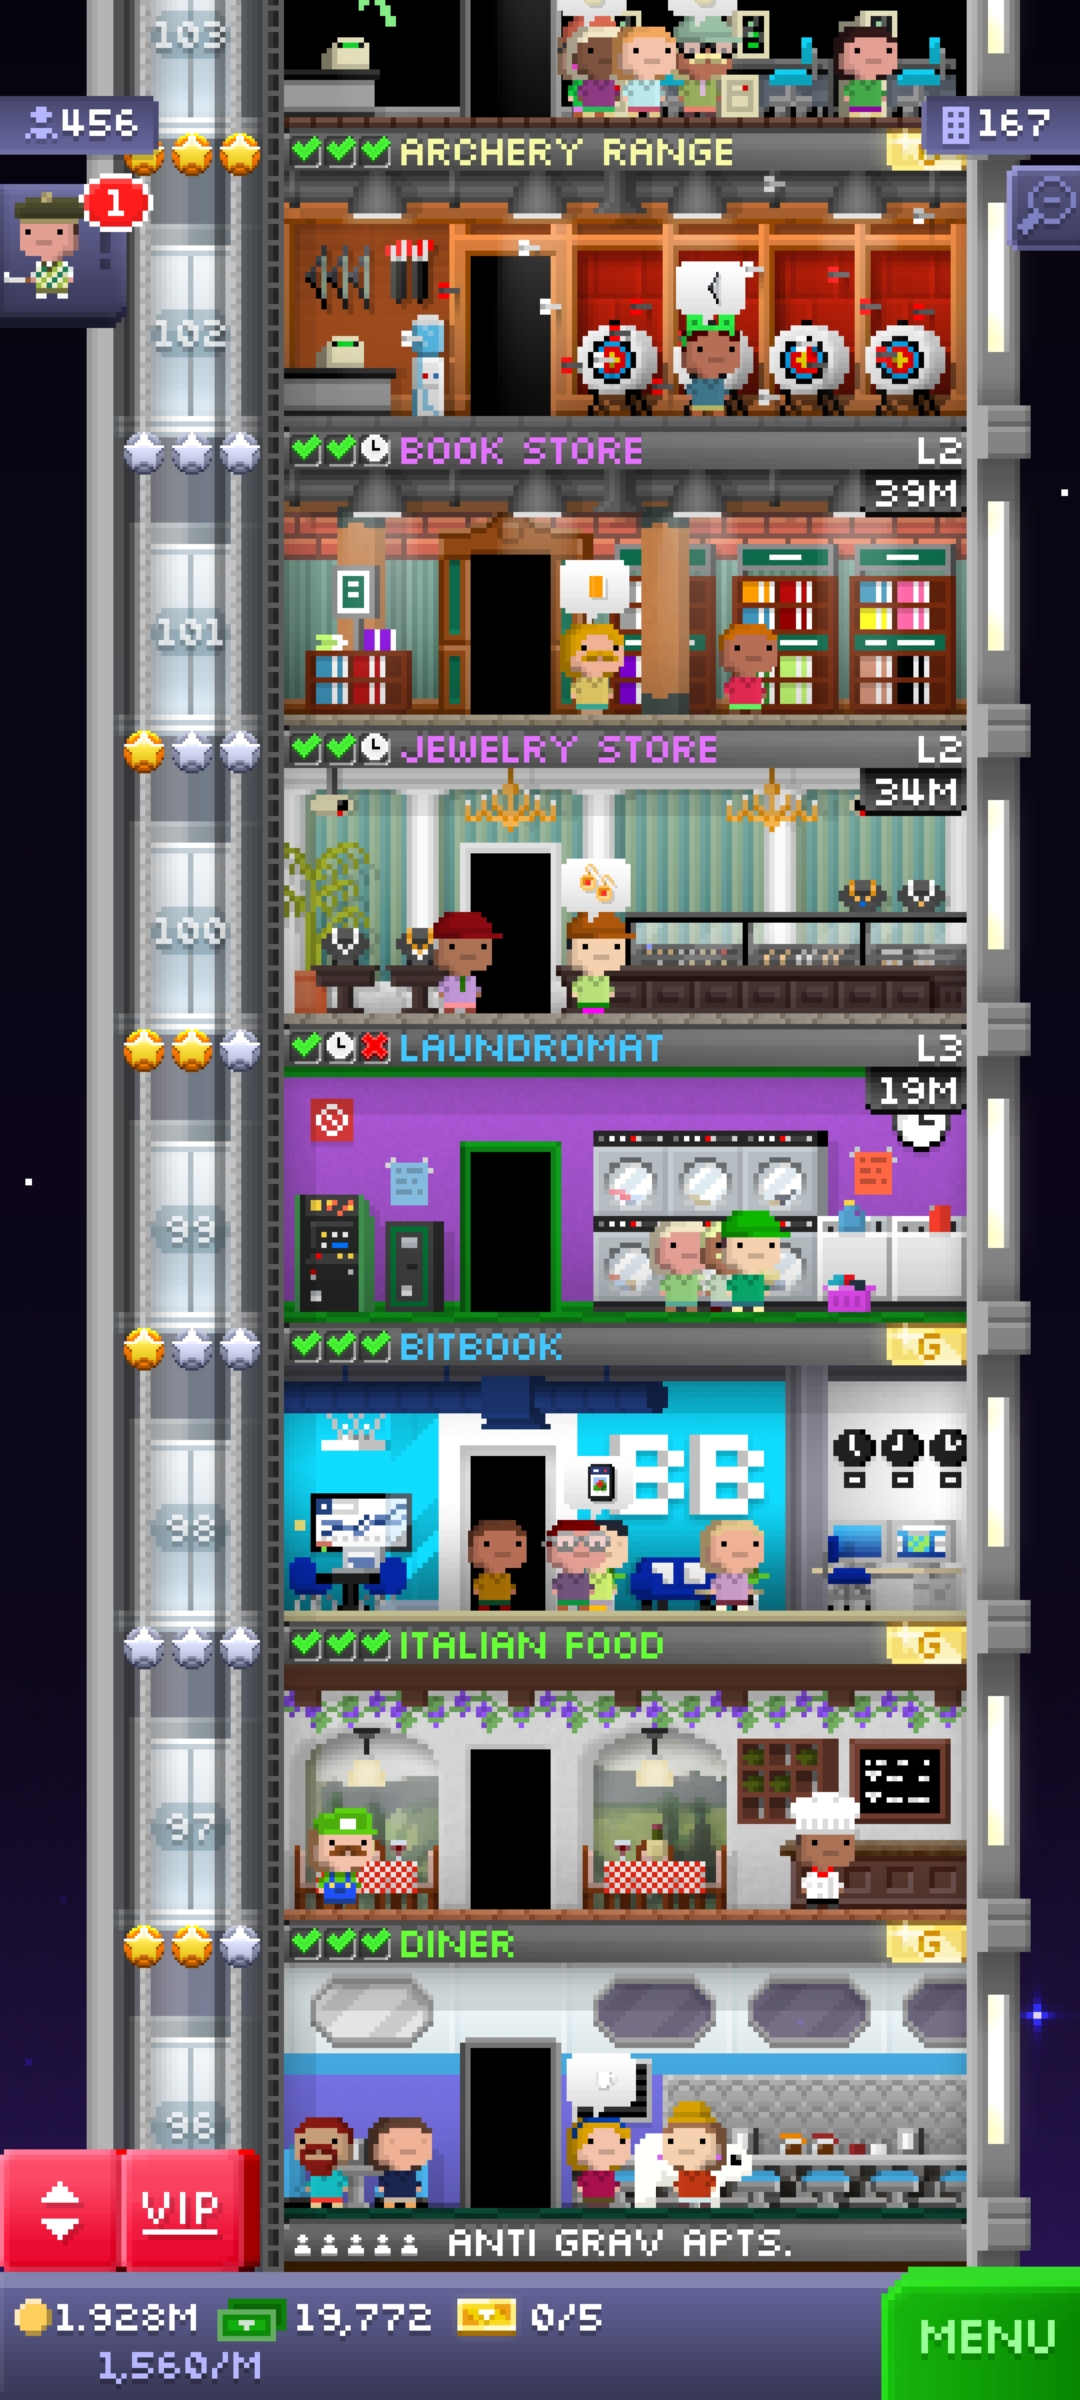 103
456
167
ARCHERY RANGE
G
1
102
BOOK STORE L2
39M
101
JEWELRY STORE L2
34M
100
LAUNDROMAT L3
19M
99
BITBOOK G
BB
98
ITALIAN FOOD G
97
DINER G
96
VIP
ANTI GRAV APTS.
1.928M 19,772 0/5
1,560/M
MENU